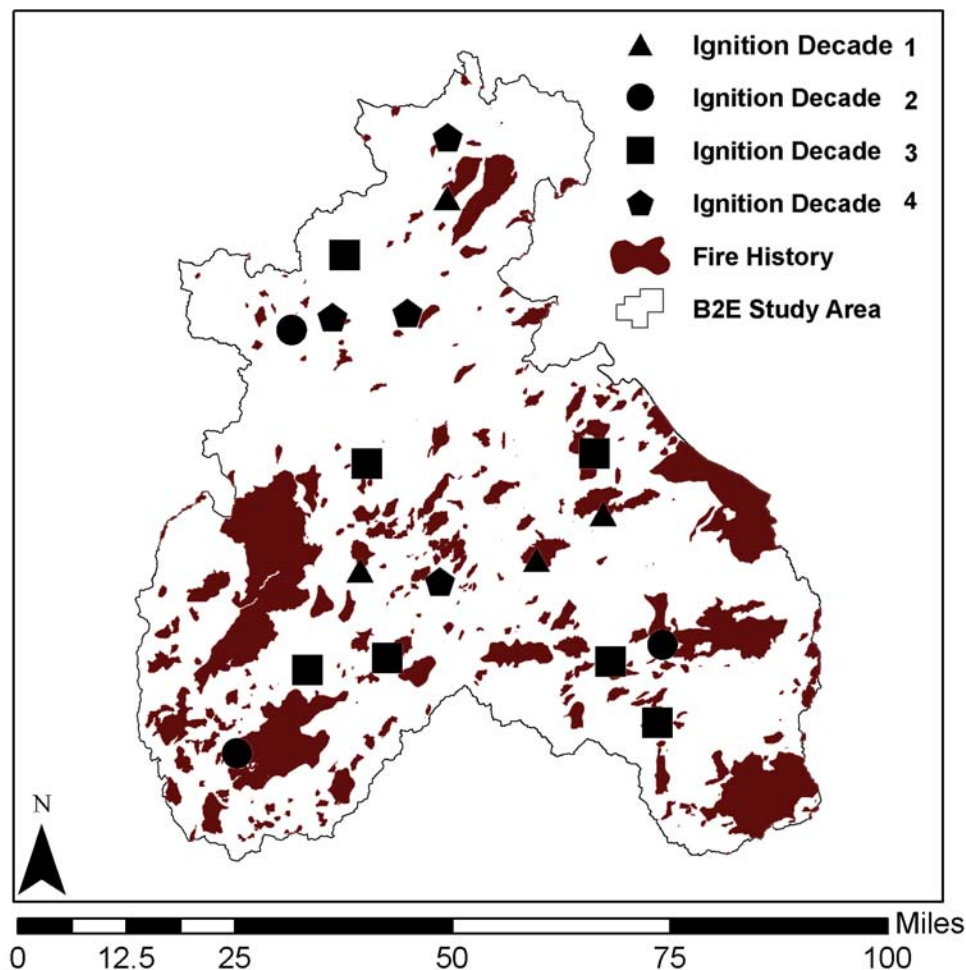 Ignition Decade 1
Ignition Decade 2
Ignition Decade 3
Ignition Decade 4
Fire History
B2E Study Area
N
Miles
0 12.5 25 50 75 100